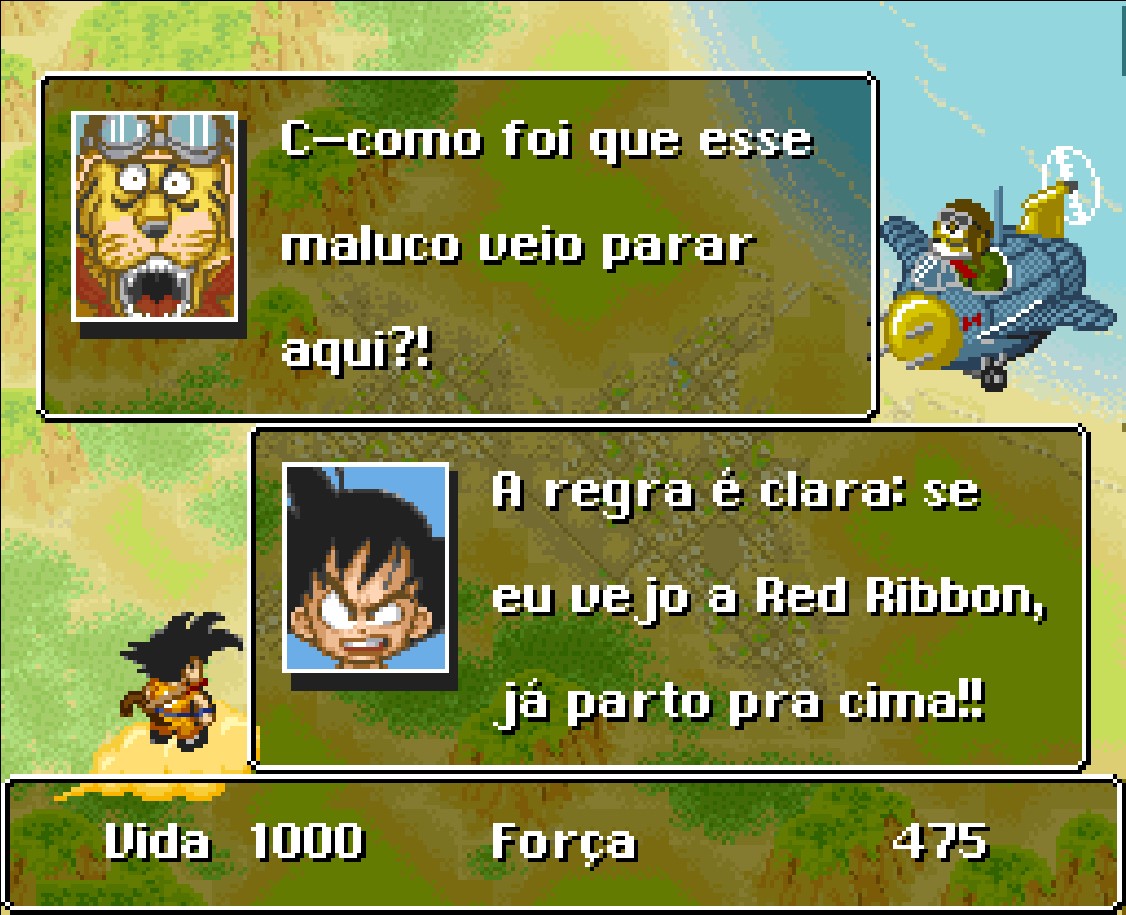 C-como foi que esse
maluco veio parar
aqui?!
A regra é clara: se
eu vejo a Red Ribbon,
já parto pra cima!!
Vida 1000 Força 475